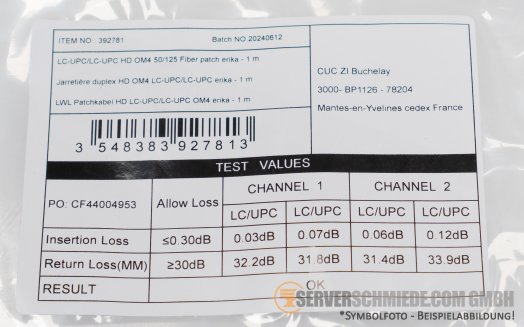 ITEM NO : 392781 Batch NO 20240612
LC-UPC/LC-UPC HD OM4 50/125 Fiber patch erika - 1 m
Jarretière duplex HD OM4 LC-UPC/LC-UPC erika - 1 m
LWL Patchkabel HD LC-UPC/LC-UPC OM4 erika - 1 m
CUC ZI Buchelay
3000- BP1126 - 78204
Mantes-en-Yvelines cedex France
3 548383 927813
TEST VALUES
PO: CF44004953 Allow Loss CHANNEL 1 CHANNEL 2
LC/UPC LC/UPC LC/UPC LC/UPC
Insertion Loss ≤0.30dB 0.03dB 0.07dB 0.06dB 0.12dB
Return Loss(MM) ≥30dB 32.2dB 31.8dB 31.4dB 33.9dB
RESULT OK
SERVERSCHMIEDE.COM GMBH
*SYMBOLFOTO - BEISPIELABBILDUNG!